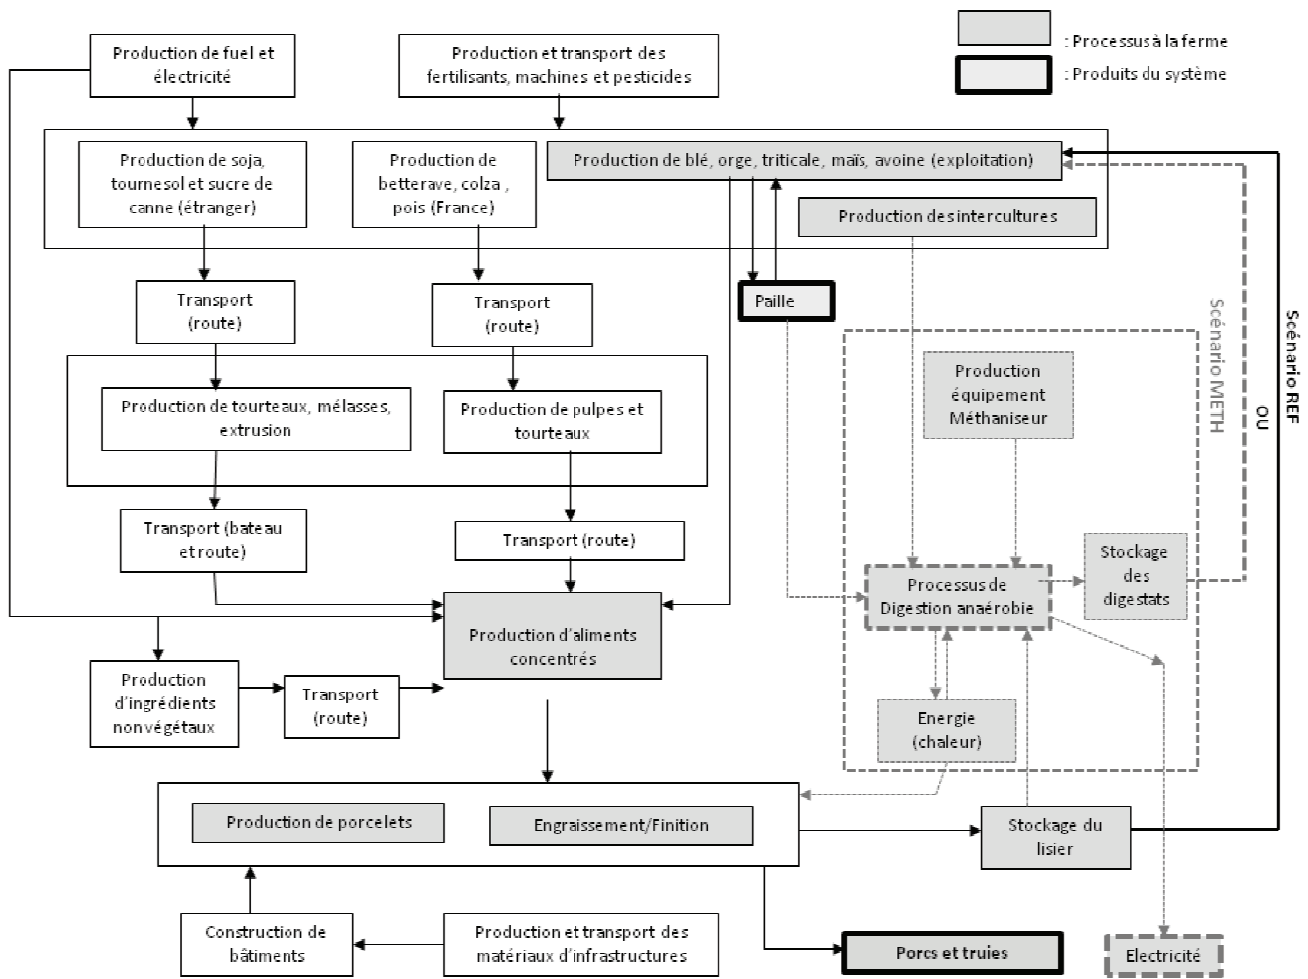 Production de fuel et
électricité
Production et transport des
fertilisants, machines et pesticides
: Processus à la ferme
: Produits du système
Production de soja,
tournesol et sucre de
canne (étranger)
Production de
betterave, colza ,
pois (France)
Production de blé, orge, triticale, maïs, avoine (exploitation)
Production des intercultures
Transport
(route)
Transport
(route)
Paille
Scénario METH
OU
Scénario REF
Production
équipement
Méthaniseur
Production de tourteaux, mélasses,
extrusion
Production de pulpes et
tourteaux
Transport (bateau
et route)
Transport (route)
Processus de
Digestion anaérobie
Stockage
des
digestats
Production d'aliments
concentrés
Production
d'ingrédients
non végétaux
Transport
(route)
Energie
(chaleur)
Production de porcelets
Engraissement/Finition
Stockage du
lisier
Construction de
bâtiments
Production et transport des
matériaux d'infrastructures
Porcs et truies
Electricité